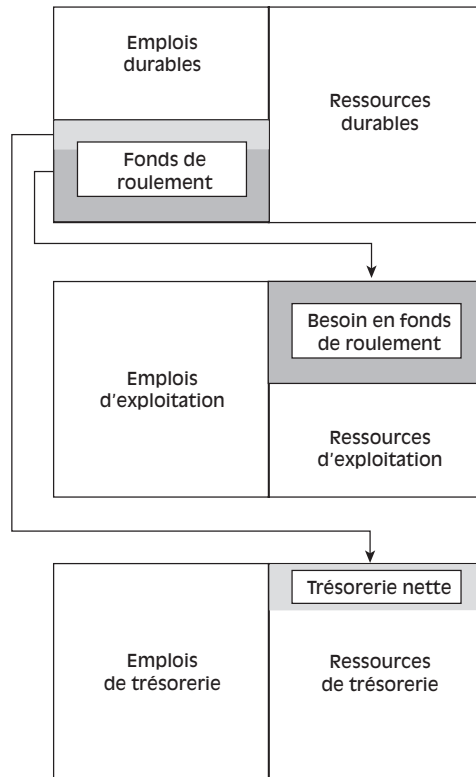 Emplois
durables
Ressources
durables
Fonds de
roulement
Besoin en fonds
de roulement
Emplois
d'exploitation
Ressources
d'exploitation
Trésorerie nette
Emplois
de trésorerie
Ressources
de trésorerie